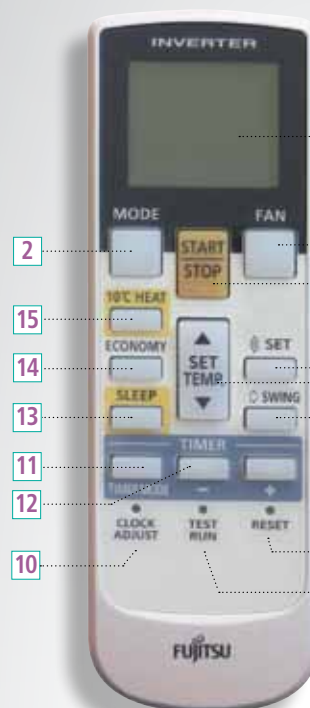 INVERTER
MODE
FAN
START
STOP
2
10°C HEAT
15
ECONOMY
14
SET
TEMP.
SET
SLEEP
13
SWING
TIMER
11
TIMER MODE
-
+
12
CLOCK
ADJUST
TEST
RUN
RESET
10
FUJITSU